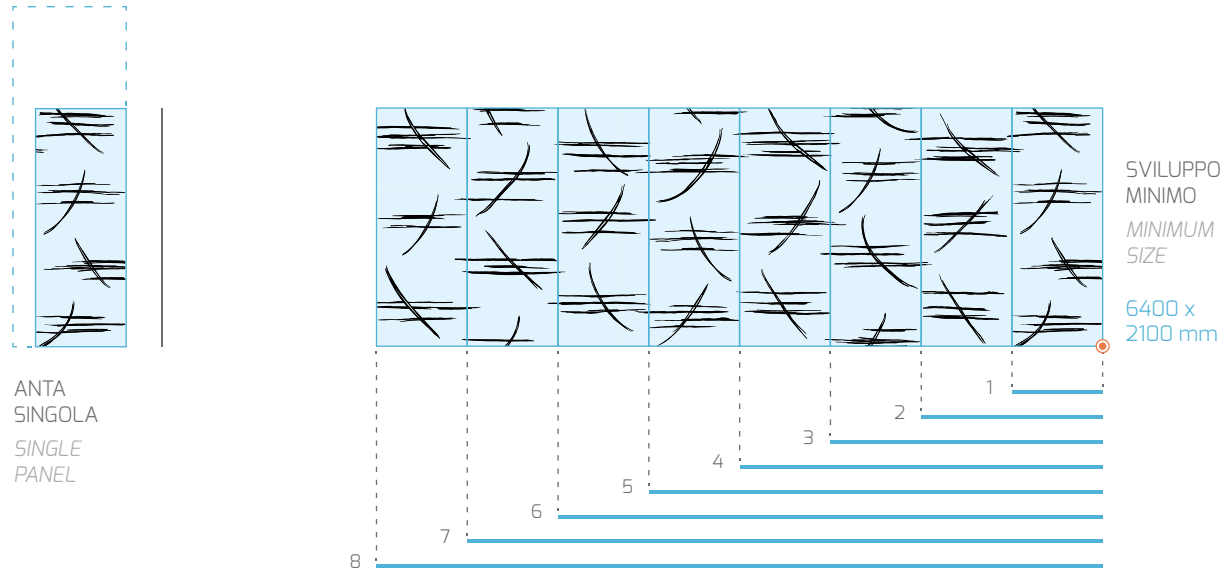 SVILUPPO
MINIMO
MINIMUM
SIZE
6400 x
2100 mm
ANTA
SINGOLA
SINGLE
PANEL
1
2
3
4
5
6
7
8